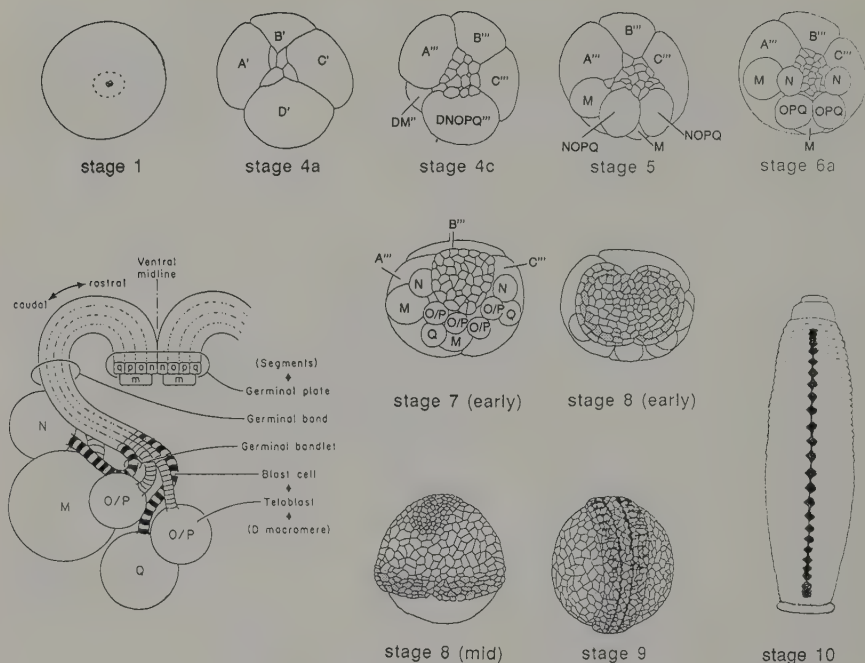 B'
A'
C'
D'
stage 1
stage 4a
B'''
A'''
C'''
DM''
DNOPQ'''
stage 4c
B'''
A'''
C'''
M
NOPQ
M
NOPQ
stage 5
B'''
A'''
C'''
M
N
N
OPQ
OPQ
M
stage 6a
Ventral
midline
rostral
caudal
q p o n n o p q
m
m
(Segments)
Germinal plate
Germinal band
Germinal bandlet
Blast cell
Teloblast
(D macromere)
N
M
O/P
O/P
Q
B'''
A'''
C'''
N
N
M
O/P
O/P
O/P
O/P
Q
Q
M
stage 7 (early)
stage 8 (early)
stage 8 (mid)
stage 9
stage 10